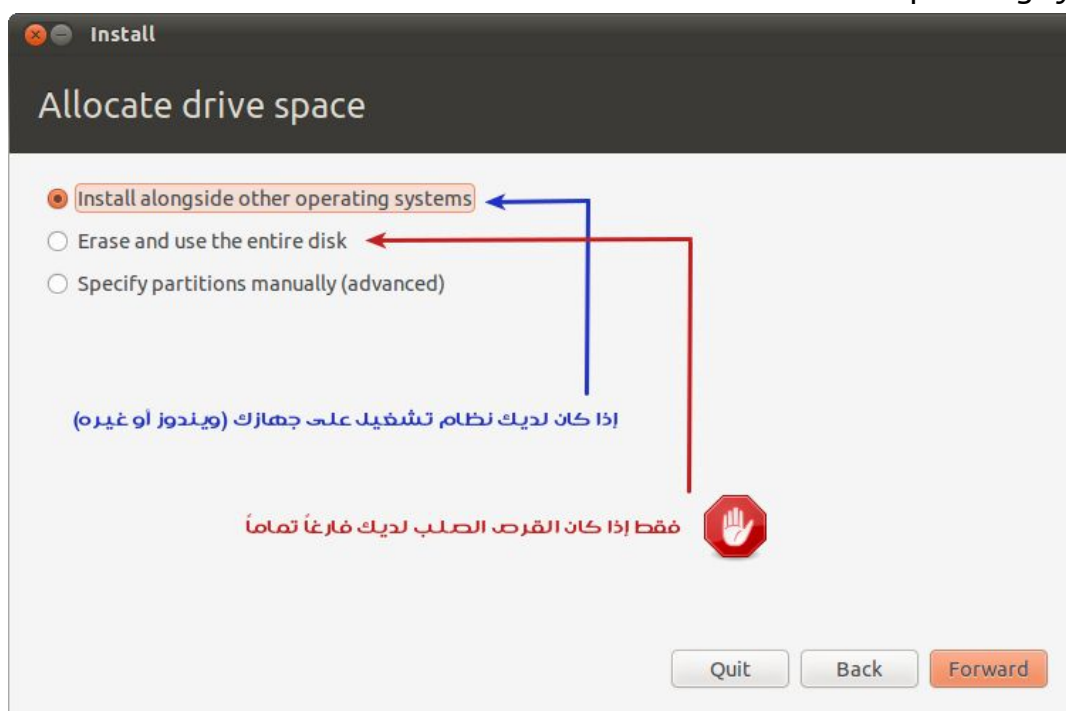 Install
Allocate drive space
Install alongside other operating systems
Erase and use the entire disk
Specify partitions manually (advanced)
إذا كان لديك نظام تشغيل على جهازك (ويندوز أو غيره)
فقط إذا كان القرص الصلب لديك فارغاً تماماً
Quit Back Forward